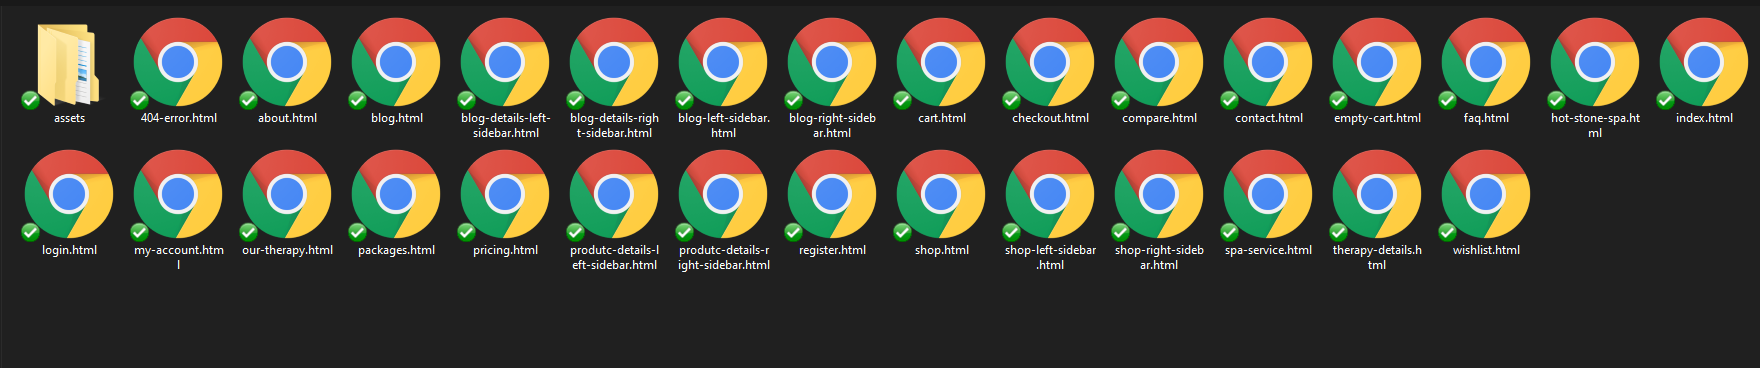 assets
404-error.html
about.html
blog.html
blog-details-left-
sidebar.html
blog-details-righ
t-sidebar.html
blog-left-sidebar.
html
blog-right-sideb
ar.html
cart.html
checkout.html
compare.html
contact.html
empty-cart.html
faq.html
hot-stone-spa.ht
ml
index.html
login.html
my-account.htm
l
our-therapy.html
packages.html
pricing.html
produtc-details-l
eft-sidebar.html
produtc-details-r
ight-sidebar.html
register.html
shop.html
shop-left-sidebar
.html
shop-right-sideb
ar.html
spa-service.html
therapy-details.h
tml
wishlist.html